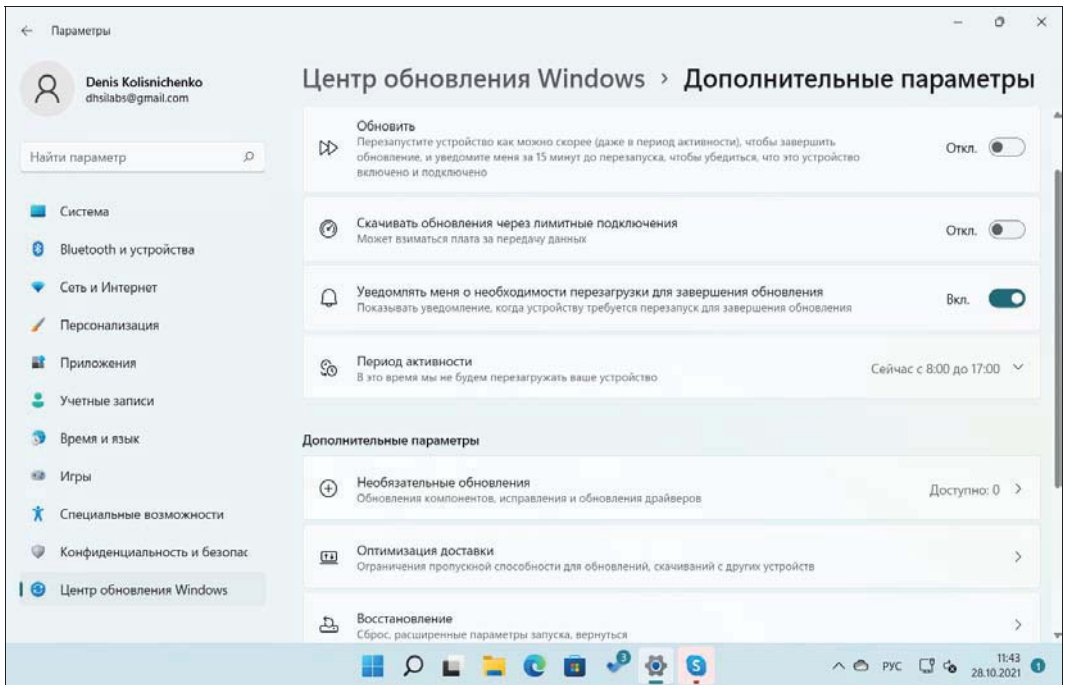 Параметры
Denis Kolisnichenko
dhsilabs@gmail.com
Найти параметр
Система
Bluetooth и устройства
Сеть и Интернет
Персонализация
Приложения
Учетные записи
Время и язык
Игры
Специальные возможности
Конфиденциальность и безопас
Центр обновления Windows
Центр обновления Windows › Дополнительные параметры
Обновить
Перезапустите устройство как можно скорее (даже в период активности), чтобы завершить
обновление, и уведомите меня за 15 минут до перезапуска, чтобы убедиться, что это устройство
включено и подключено
Откл.
Скачивать обновления через лимитные подключения
Может взиматься плата за передачу данных
Откл.
Уведомлять меня о необходимости перезагрузки для завершения обновления
Показывать уведомление, когда устройству требуется перезапуск для завершения обновления
Вкл.
Период активности
В это время мы не будем перезагружать ваше устройство
Сейчас с 8:00 до 17:00
Дополнительные параметры
Необязательные обновления
Обновления компонентов, исправления и обновления драйверов
Доступно: 0
Оптимизация доставки
Ограничения пропускной способности для обновлений, скачиваний с других устройств
Восстановление
Сброс, расширенные параметры запуска, вернуться
3
S
РУС
11:43
28.10.2021
1